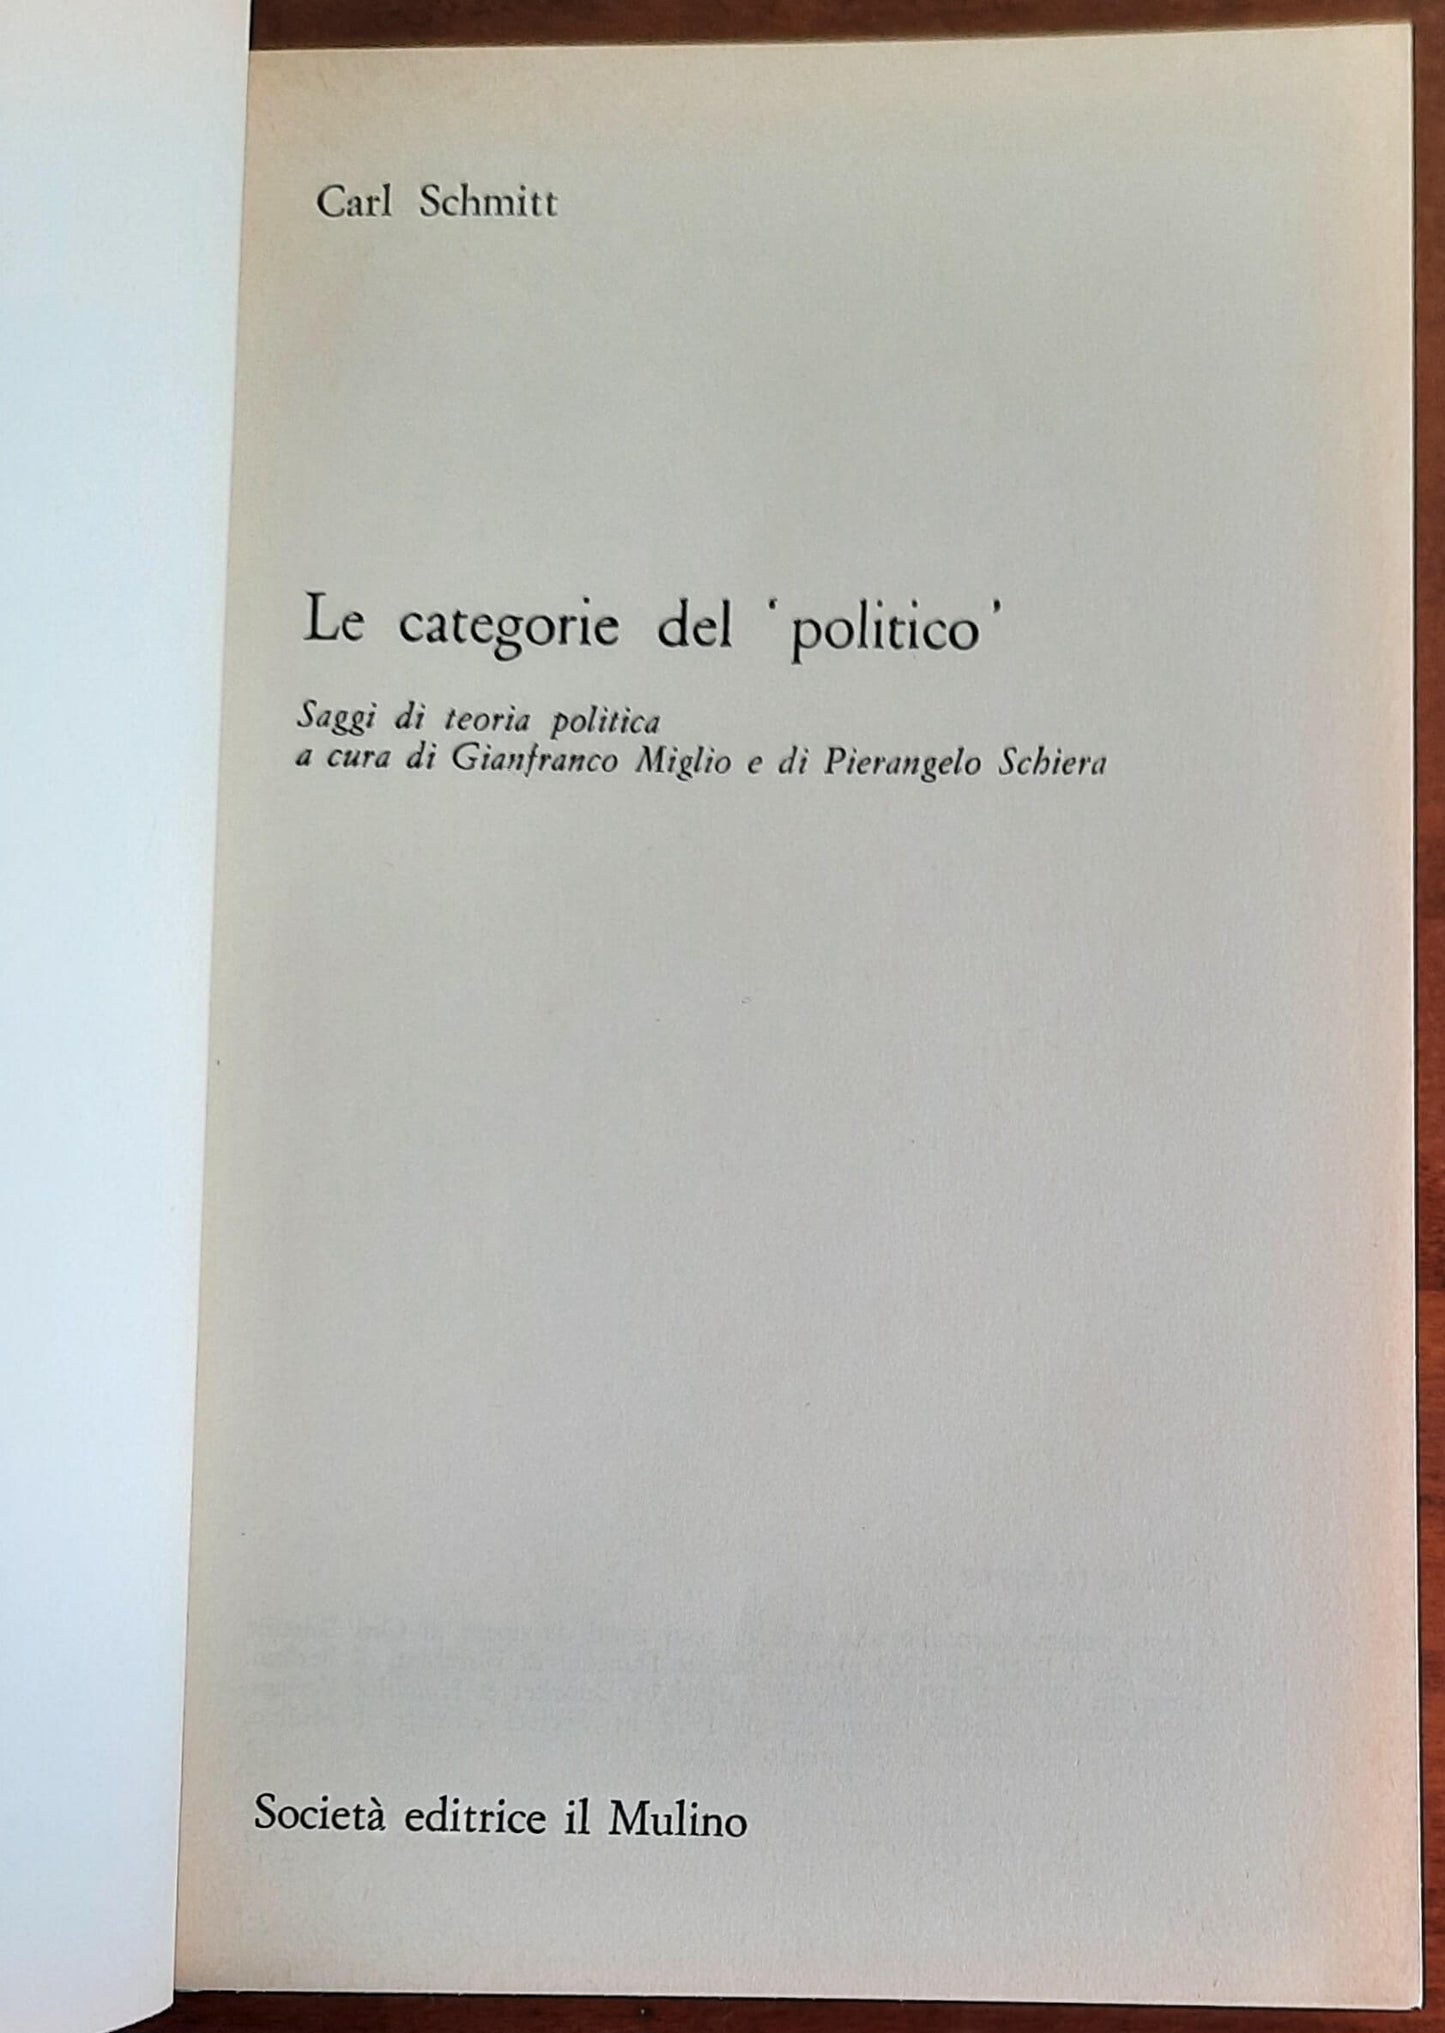 Carl Schmitt
Le categorie del 'politico'
Saggi di teoria politica
a cura di Gianfranco Miglio e di Pierangelo Schiera
Società editrice il Mulino